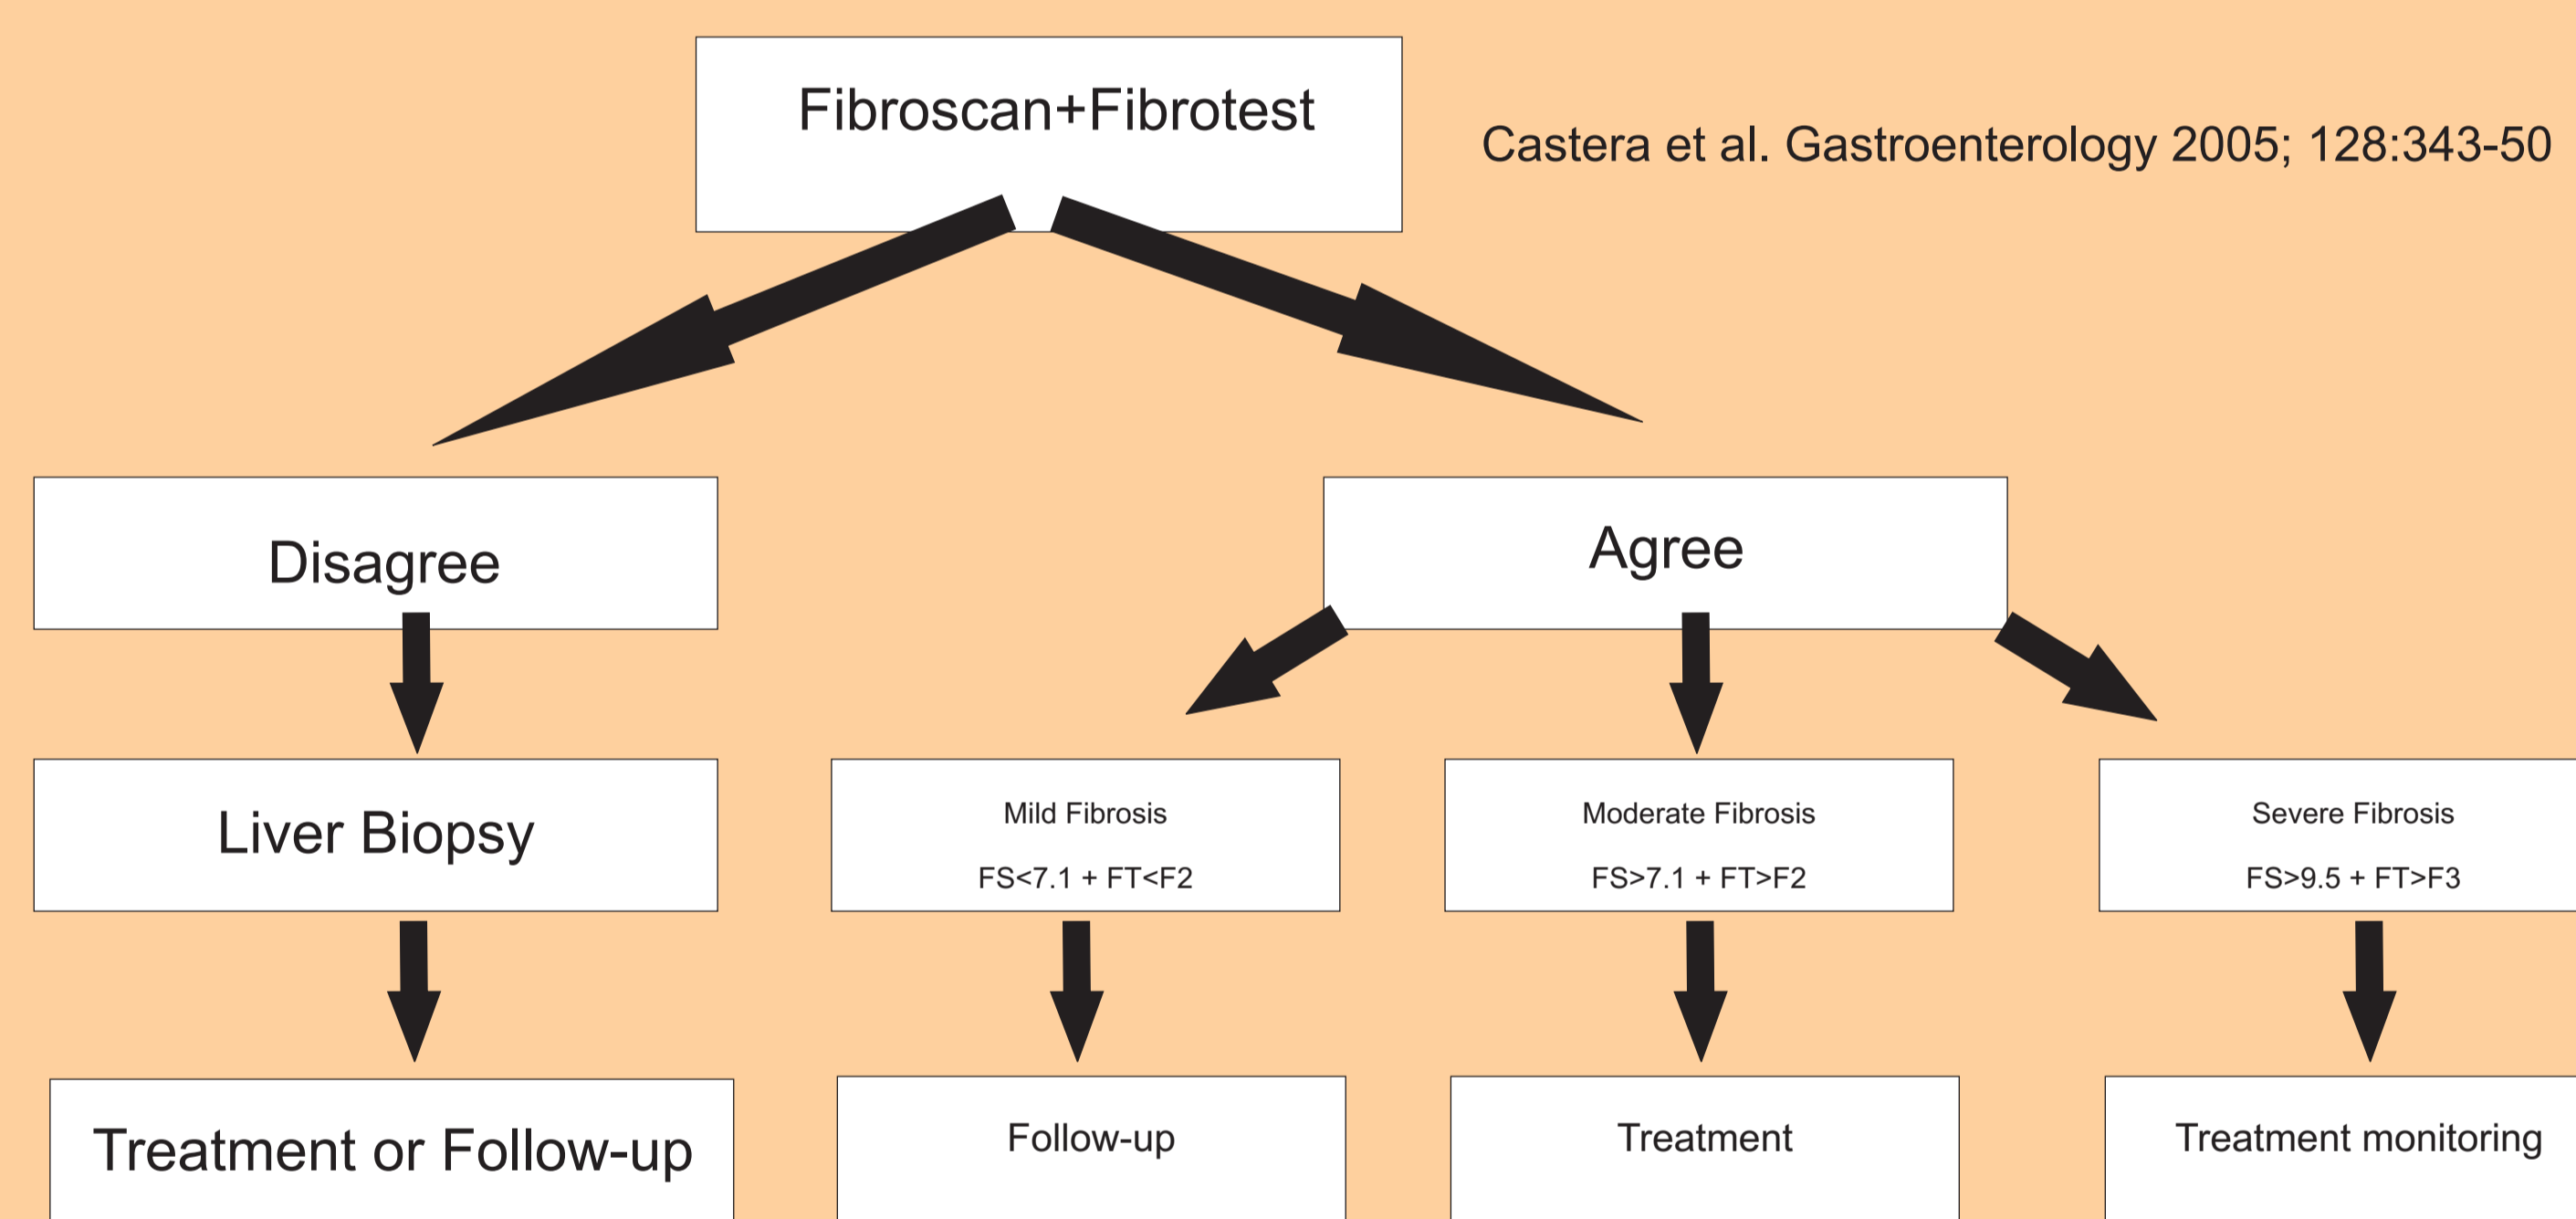 Fibroscan+Fibrotest
Castera et al. Gastroenterology 2005; 128:343-50
Disagree
Agree
Liver Biopsy
Mild Fibrosis
FS<7.1 + FT<F2
Moderate Fibrosis
FS>7.1 + FT>F2
Severe Fibrosis
FS>9.5 + FT>F3
Treatment or Follow-up
Follow-up
Treatment
Treatment monitoring